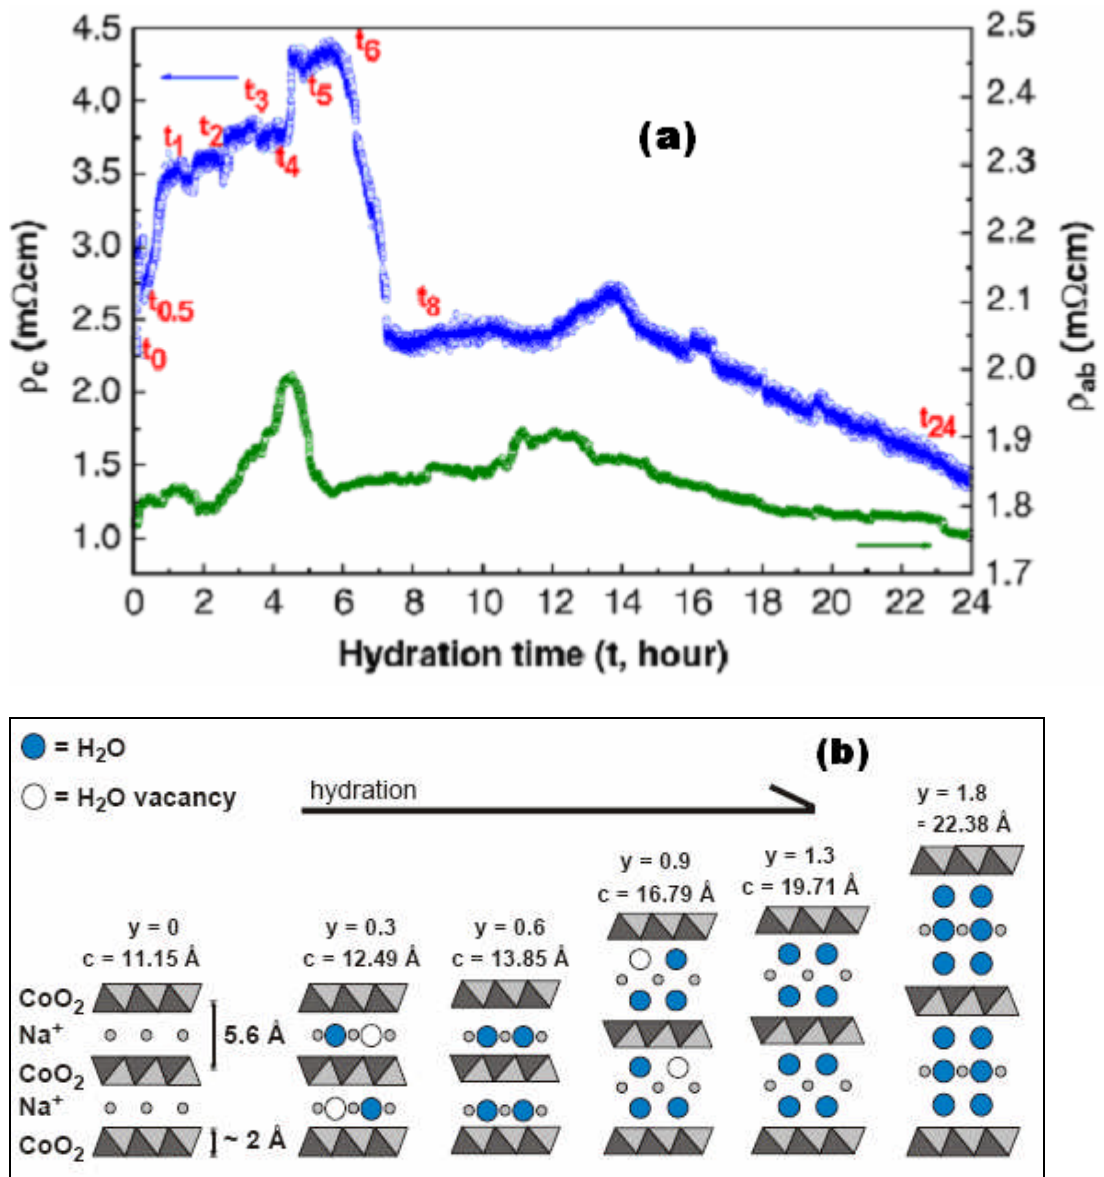 4.5
4.0
3.5
3.0
2.5
2.0
1.5
1.0
ρc (mΩcm)
2.5
2.4
2.3
2.2
2.1
2.0
1.9
1.8
1.7
ρab (mΩcm)
t0
t0.5
t1
t2
t3
t4
t5
t6
t8
t24
(a)
0 2 4 6 8 10 12 14 16 18 20 22 24
Hydration time (t, hour)
= H2O
(b)
= H2O vacancy
hydration
y = 0
c = 11.15 Å
y = 0.3
c = 12.49 Å
y = 0.6
c = 13.85 Å
y = 0.9
c = 16.79 Å
y = 1.3
c = 19.71 Å
y = 1.8
= 22.38 Å
CoO2
Na+
5.6 Å
CoO2
Na+
CoO2
~ 2 Å